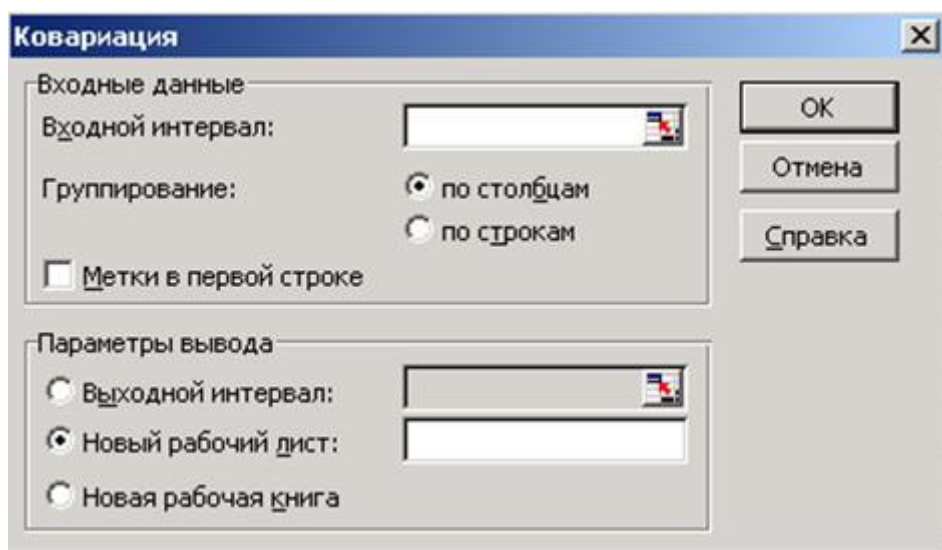 Ковариация
Входные данные
Входной интервал:
OK
Группирование:
по столбцам
Отмена
по строкам
Справка
Метки в первой строке
Параметры вывода
Выходной интервал:
Новый рабочий лист:
Новая рабочая книга